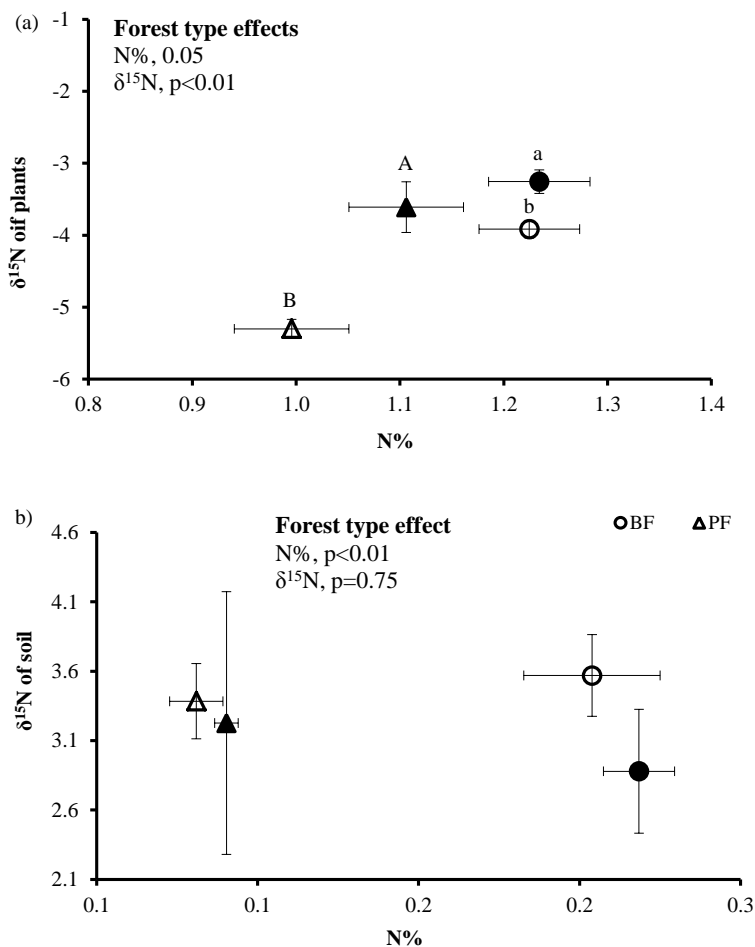 (a)
Forest type effects
N%, 0.05
δ¹⁵N, p<0.01
-1
-2
-3
-4
-5
-6
δ¹⁵N oif plants
A
a
b
B
0.8 0.9 1.0 1.1 1.2 1.3 1.4
N%
b)
Forest type effect
N%, p<0.01
δ¹⁵N, p=0.75
BF PF
4.6
4.1
3.6
3.1
2.6
2.1
δ¹⁵N of soil
0.1 0.1 0.2 0.2 0.3
N%